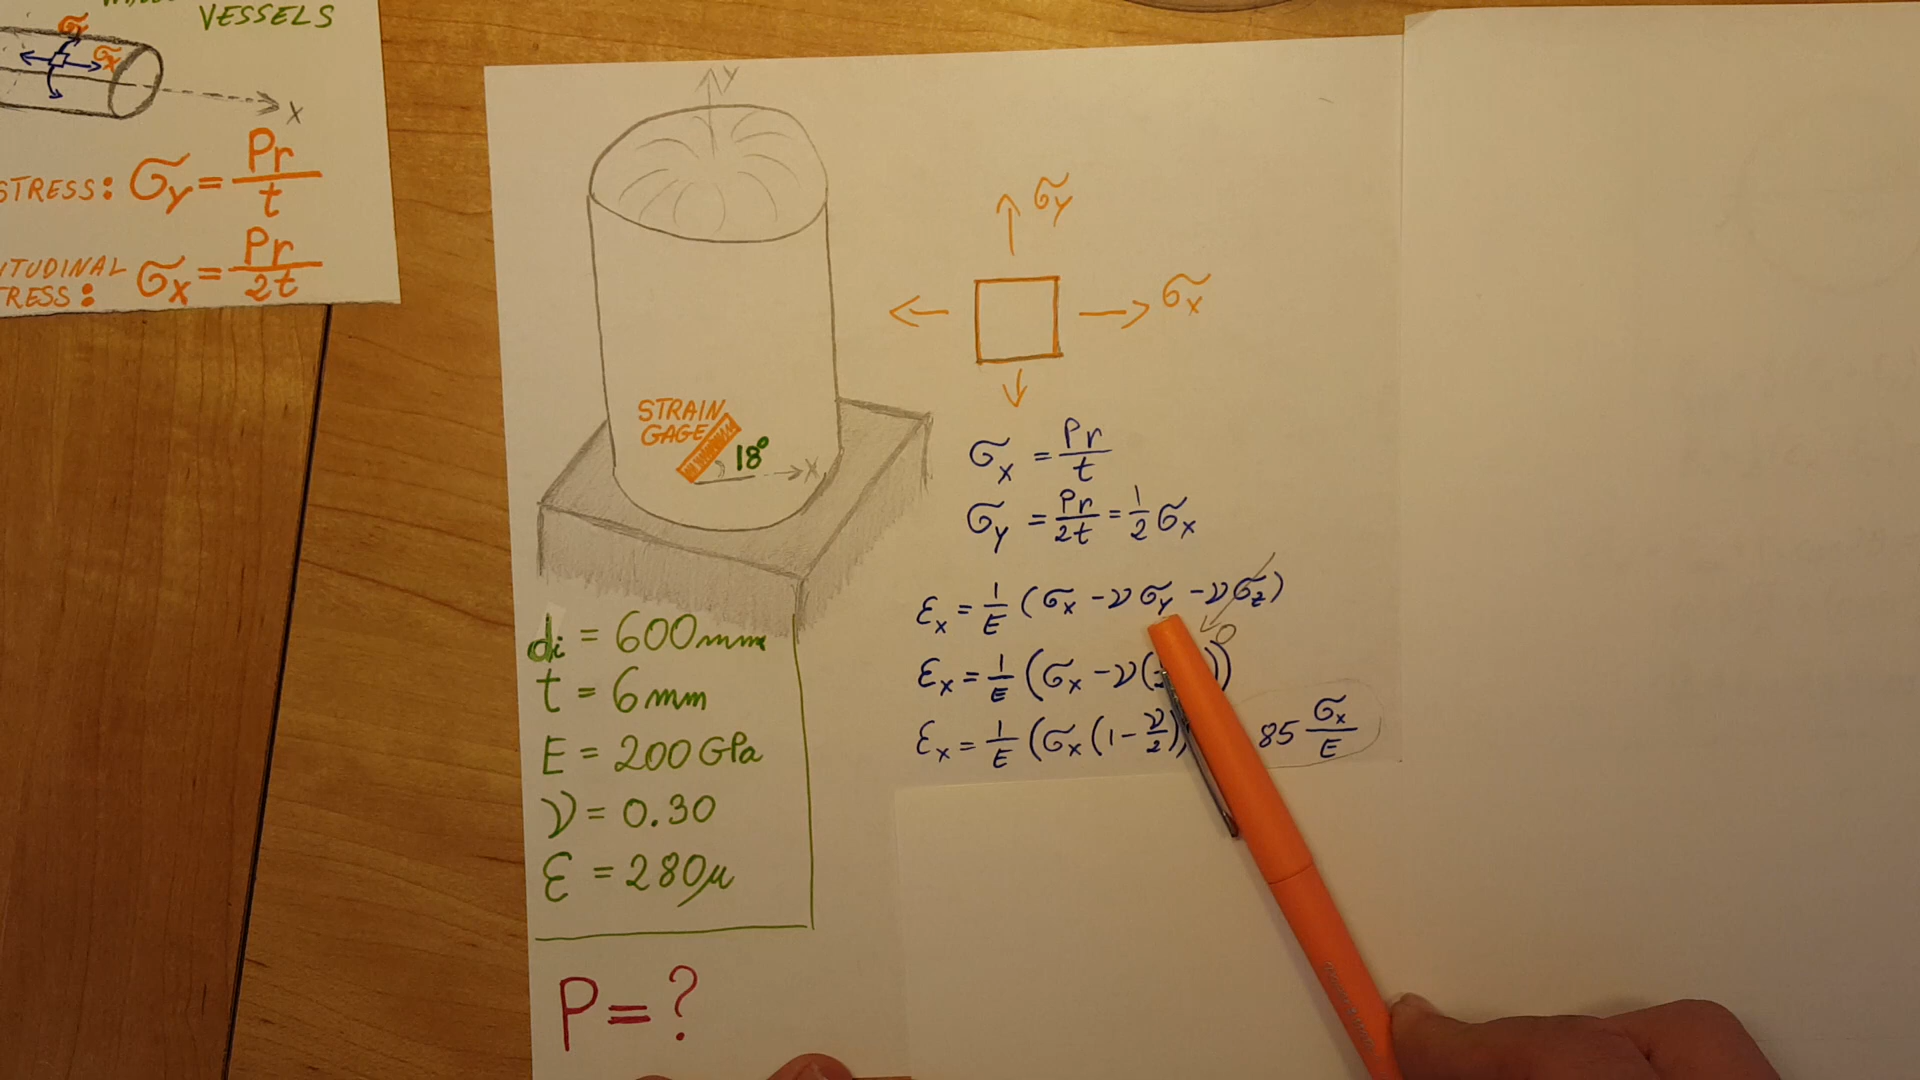 VESSELS
σ
σx
X
STRESS: σy = Pr/t
ITUDINAL
RESS: σx = Pr/2t
Y
σy
σx
STRAIN
GAGE
18°
X
σx = Pr/t
σy = Pr/2t = 1/2 σx
εx = 1/E (σx - ν σy - ν σz)
0
εx = 1/E (σx - ν(
εx = 1/E (σx (1 - ν/2)
85 σx/E
di = 600mm
t = 6mm
E = 200 GPa
ν = 0.30
ε = 280μ
P = ?